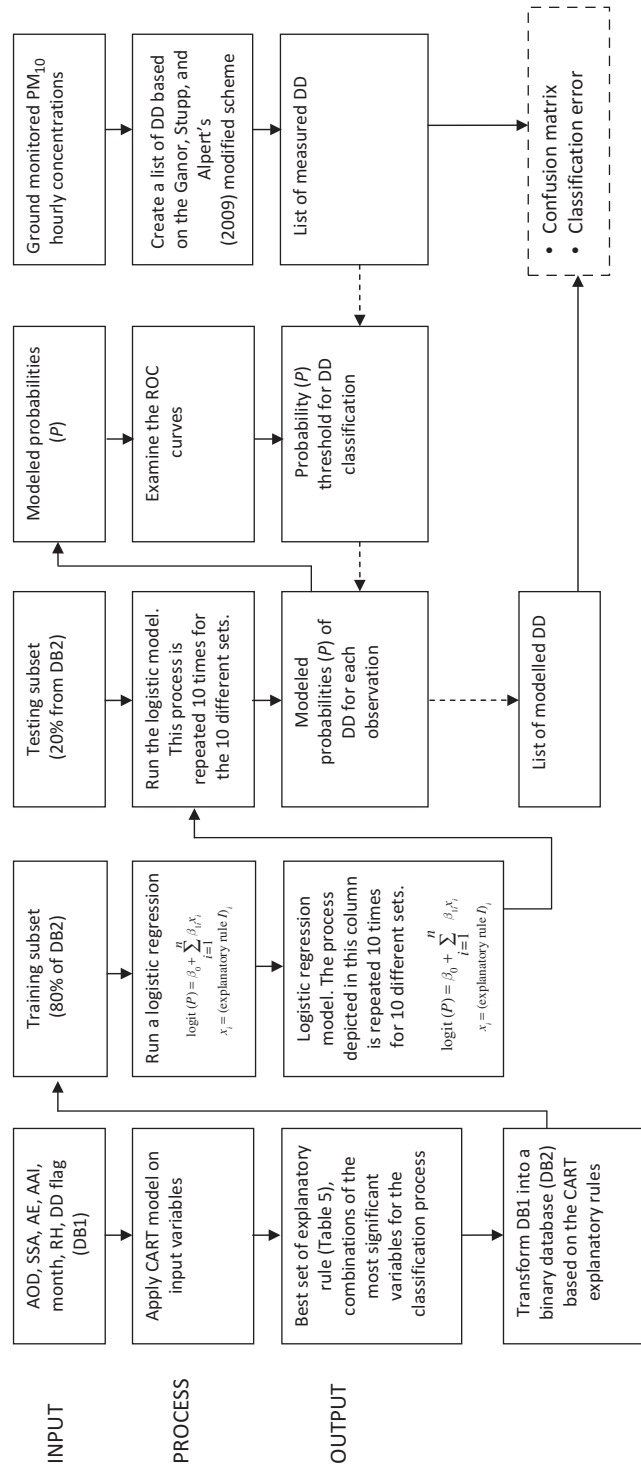 INPUT
PROCESS
OUTPUT
AOD, SSA, AE, AAI,
month, RH, DD flag
(DB1)
Apply CART model on
input variables
Best set of explanatory
rule (Table 5),
combinations of the
most significant
variables for the
classification process
Transform DB1 into a
binary database (DB2)
based on the CART
explanatory rules
Training subset
(80% of DB2)
Run a logistic regression
logit (P) = β₀ + ∑ⁿᵢ₌₁ β₁ᵢxᵢ
xᵢ = (explanatory rule I)ᵢ
Logistic regression
model. The process
depicted in this column
is repeated 10 times
for 10 different sets.
logit (P) = β₀ + ∑ⁿᵢ₌₁ β₁ᵢxᵢ
xᵢ = (explanatory rule I)ᵢ
Testing subset
(20% from DB2)
Run the logistic model.
This process is
repeated 10 times for
the 10 different sets.
Modeled
probabilities (P) of
DD for each
observation
List of modelled DD
Modeled probabilities
(P)
Examine the ROC
curves
Probability (P)
threshold for DD
classification
Ground monitored PM₁₀
hourly concentrations
Create a list of DD based
on the Ganor, Stupp, and
Alpert's
(2009) modified scheme
List of measured DD
• Confusion matrix
• Classification error